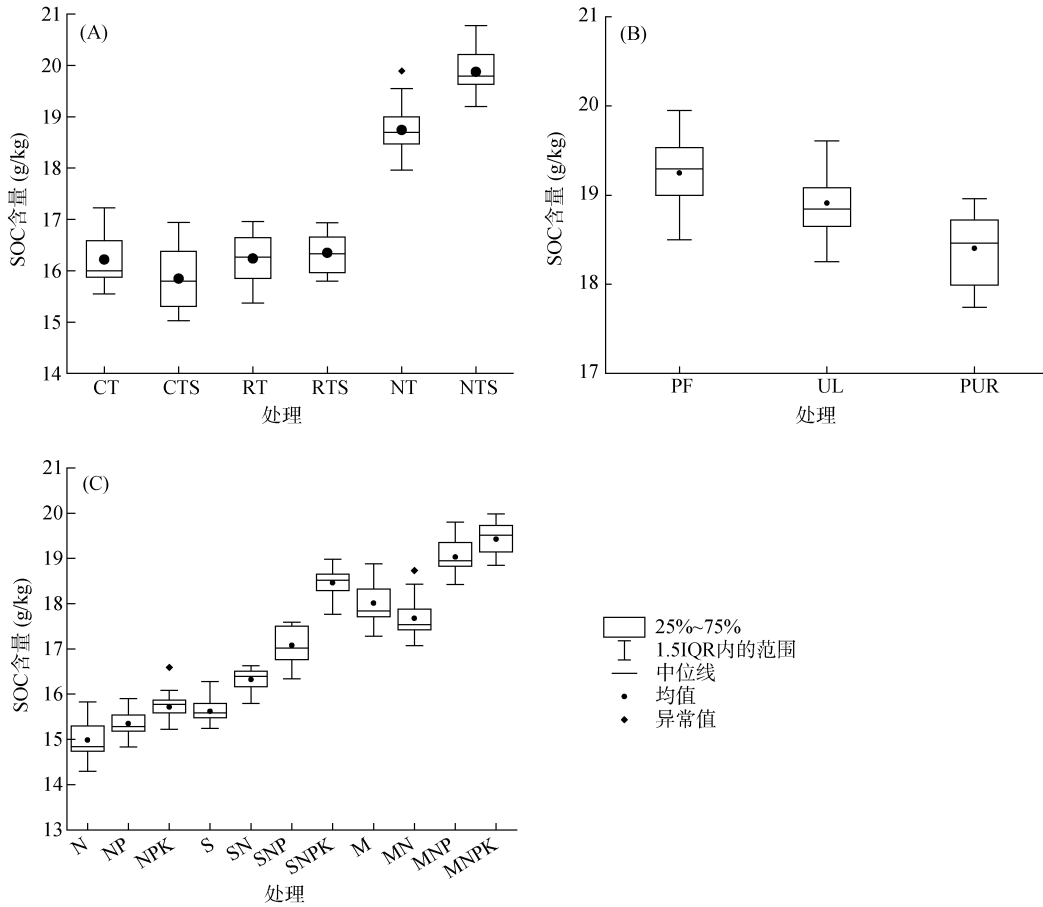 (A)
21
20
19
18
17
16
15
14
SOC含量 (g/kg)
CT CTS RT RTS NT NTS
处理
(B)
21
20
19
18
17
SOC含量 (g/kg)
PF UL PUR
处理
(C)
21
20
19
18
17
16
15
14
13
SOC含量 (g/kg)
N NP NPK S SN SNP SNPK M MN MNP MNPK
处理
25%~75%
1.5IQR内的范围
中位线
均值
异常值